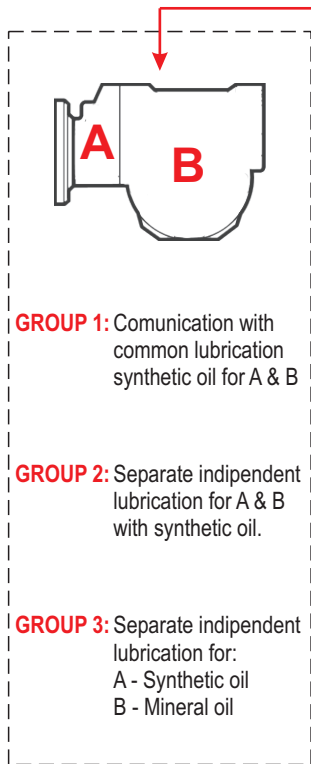 A
B
GROUP 1: Comunication with
common lubrication
synthetic oil for A & B
GROUP 2: Separate indipendent
lubrication for A & B
with synthetic oil.
GROUP 3: Separate indipendent
lubrication for:
A - Synthetic oil
B - Mineral oil